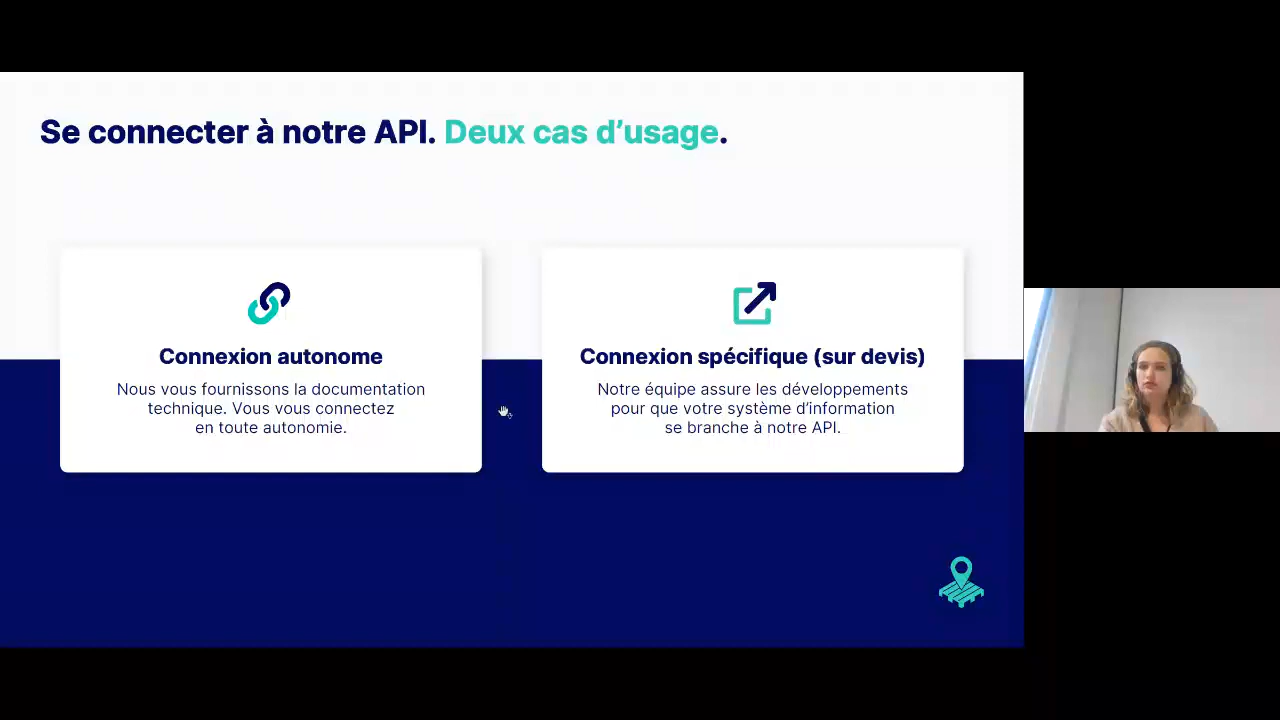 Se connecter à notre API. Deux cas d’usage.
Connexion autonome
Nous vous fournissons la documentation
technique. Vous vous connectez
en toute autonomie.
Connexion spécifique (sur devis)
Notre équipe assure les développements
pour que votre système d’information
se branche à notre API.